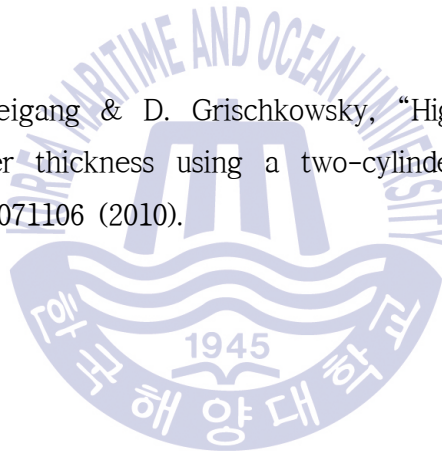 KOREA MARITIME AND OCEAN UNIVERSITY
eigang & D. Grischkowsky, “Hig
er thickness using a two-cylinde
071106 (2010).
1945
한국해양대학교